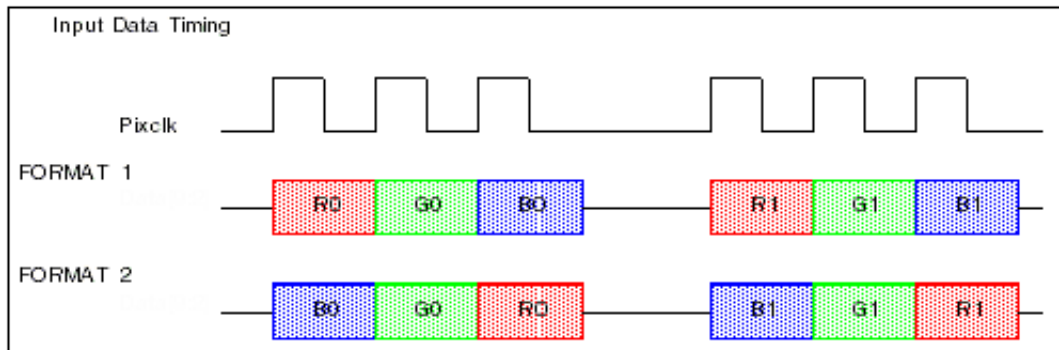 Input Data Timing
Pixclk
FORMAT 1
R0 G0 B0 R1 G1 B1
FORMAT 2
B0 G0 R0 B1 G1 R1